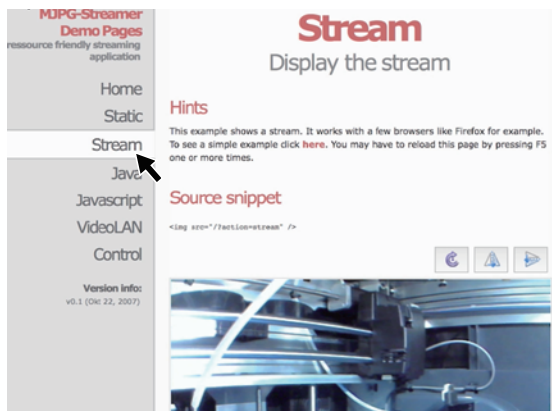 MJPG-Streamer
Demo Pages
ressource friendly streaming
application
Home
Static
Stream
Java
Javascript
VideoLAN
Control
Version info:
v0.1 (Okt 22, 2007)
Stream
Display the stream
Hints
This example shows a stream. It works with a few browsers like Firefox for example.
To see a simple example click here. You may have to reload this page by pressing F5
one or more times.
Source snippet
<img src="/?action=stream" />